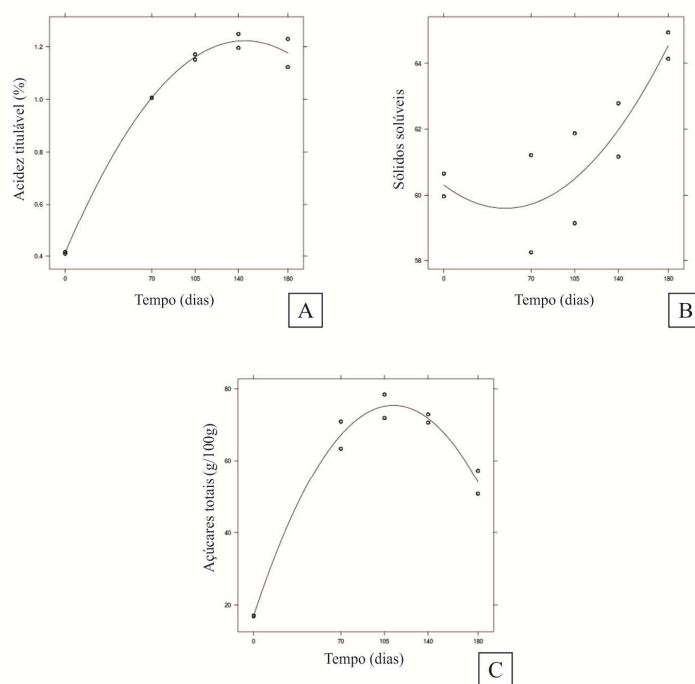 Acidez titulável (%)
1.2
1.0
0.8
0.6
0.4
0 70 105 140 180
Tempo (dias)
A
Sólidos solúveis
64
62
60
58
0 70 105 140 180
Tempo (dias)
B
Açúcares totais (g/100g)
80
60
40
20
0 70 105 140 180
Tempo (dias)
C